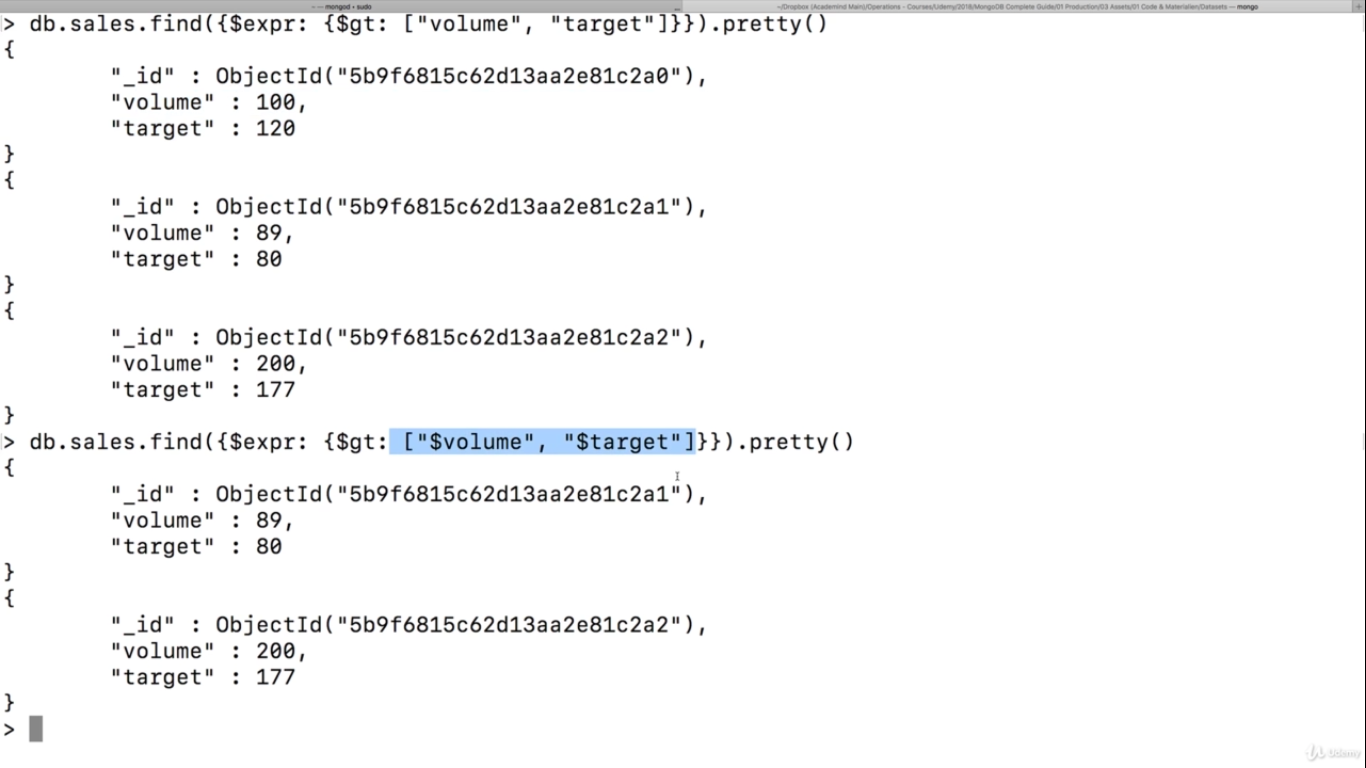 ~ — mongod • sudo
~/Dropbox (Academind Main)/Operations - Courses/Udemy/2018/MongoDB Complete Guide/01 Production/03 Assets/01 Code & Materialien/Datasets — mongo
> db.sales.find({$expr: {$gt: ["volume", "target"]}}).pretty()
{
"_id" : ObjectId("5b9f6815c62d13aa2e81c2a0"),
"volume" : 100,
"target" : 120
}
{
"_id" : ObjectId("5b9f6815c62d13aa2e81c2a1"),
"volume" : 89,
"target" : 80
}
{
"_id" : ObjectId("5b9f6815c62d13aa2e81c2a2"),
"volume" : 200,
"target" : 177
}
> db.sales.find({$expr: {$gt: ["$volume", "$target"]}}).pretty()
{
"_id" : ObjectId("5b9f6815c62d13aa2e81c2a1"),
"volume" : 89,
"target" : 80
}
{
"_id" : ObjectId("5b9f6815c62d13aa2e81c2a2"),
"volume" : 200,
"target" : 177
}
>
Udemy